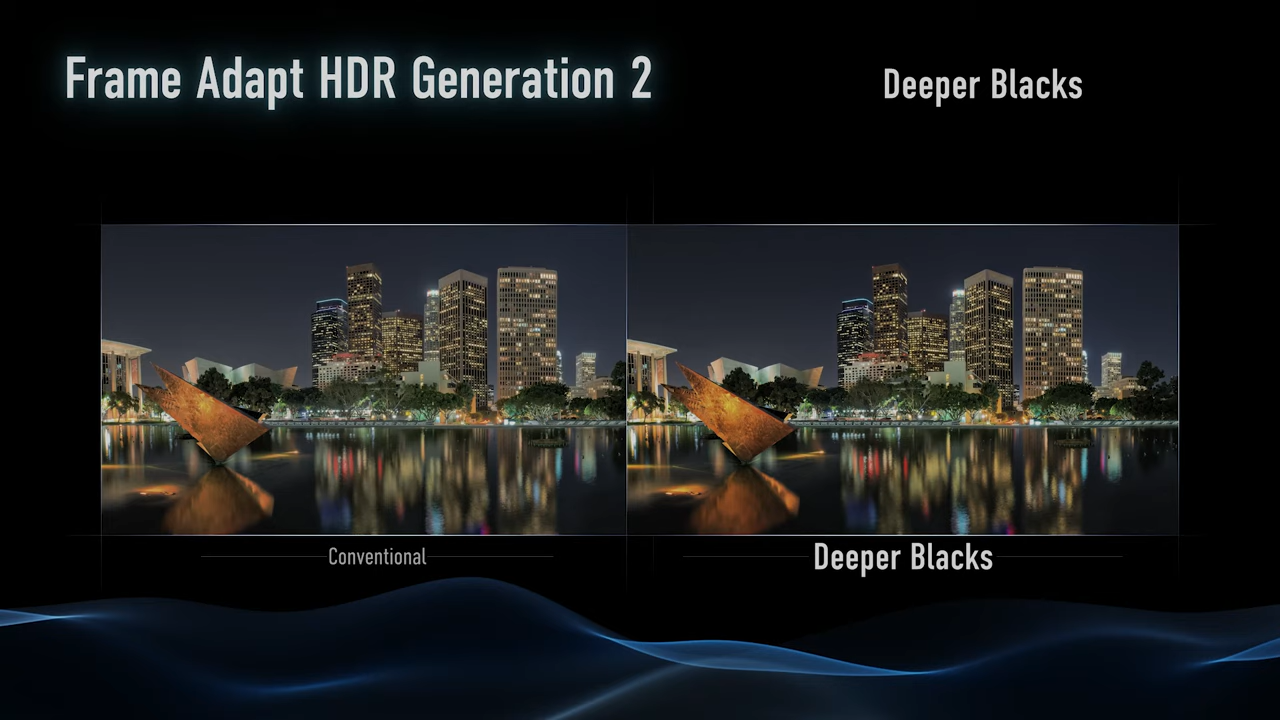 Frame Adapt HDR Generation 2
Deeper Blacks
Conventional
Deeper Blacks